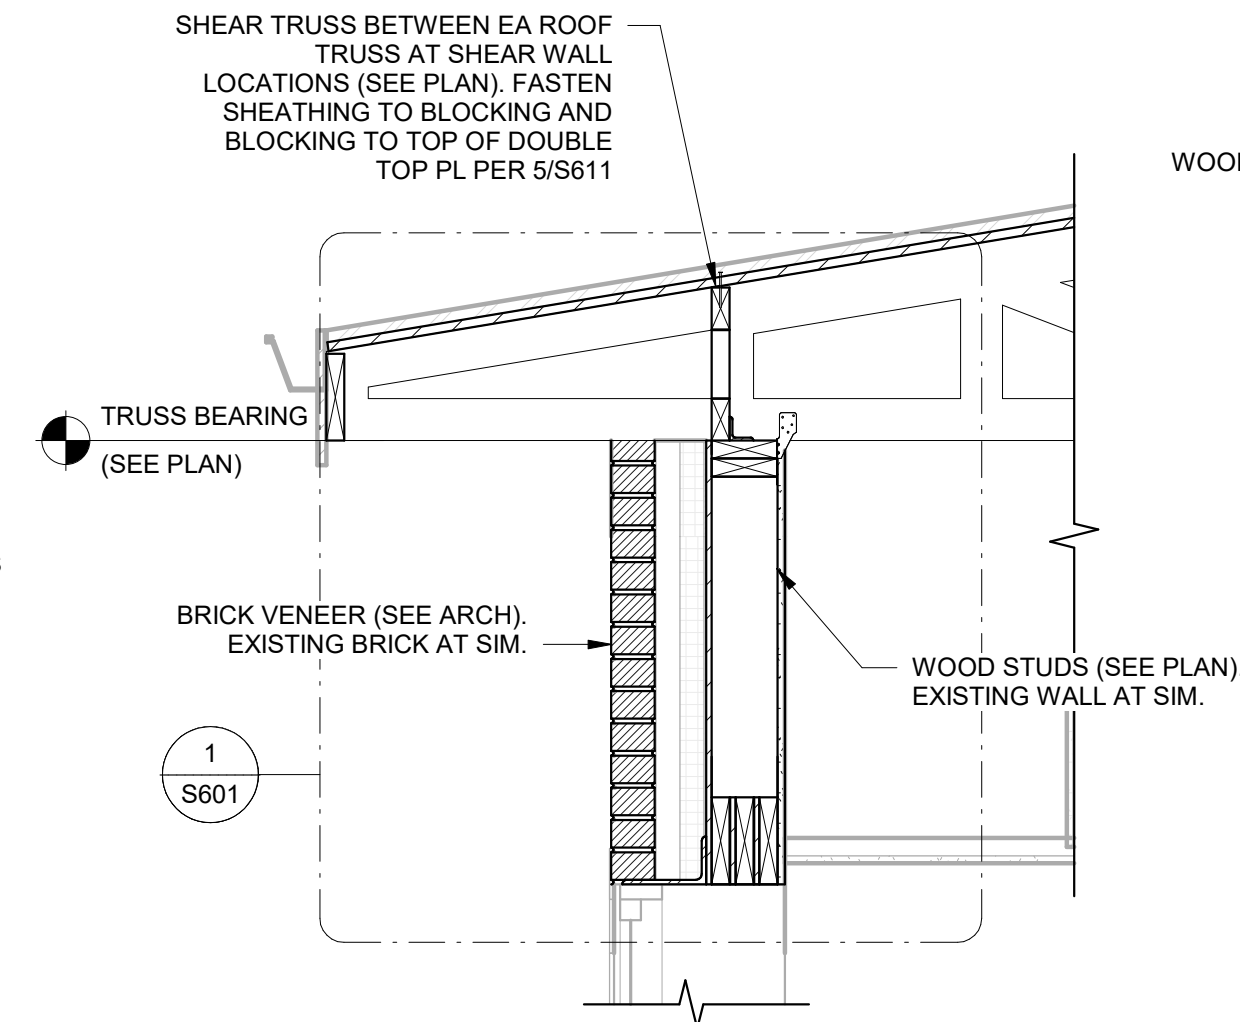 SHEAR TRUSS BETWEEN EA ROOF
TRUSS AT SHEAR WALL
LOCATIONS (SEE PLAN). FASTEN
SHEATHING TO BLOCKING AND
BLOCKING TO TOP OF DOUBLE
TOP PL PER 5/S611
TRUSS BEARING
(SEE PLAN)
BRICK VENEER (SEE ARCH).
EXISTING BRICK AT SIM.
WOOD STUDS (SEE PLAN).
EXISTING WALL AT SIM.
1
S601